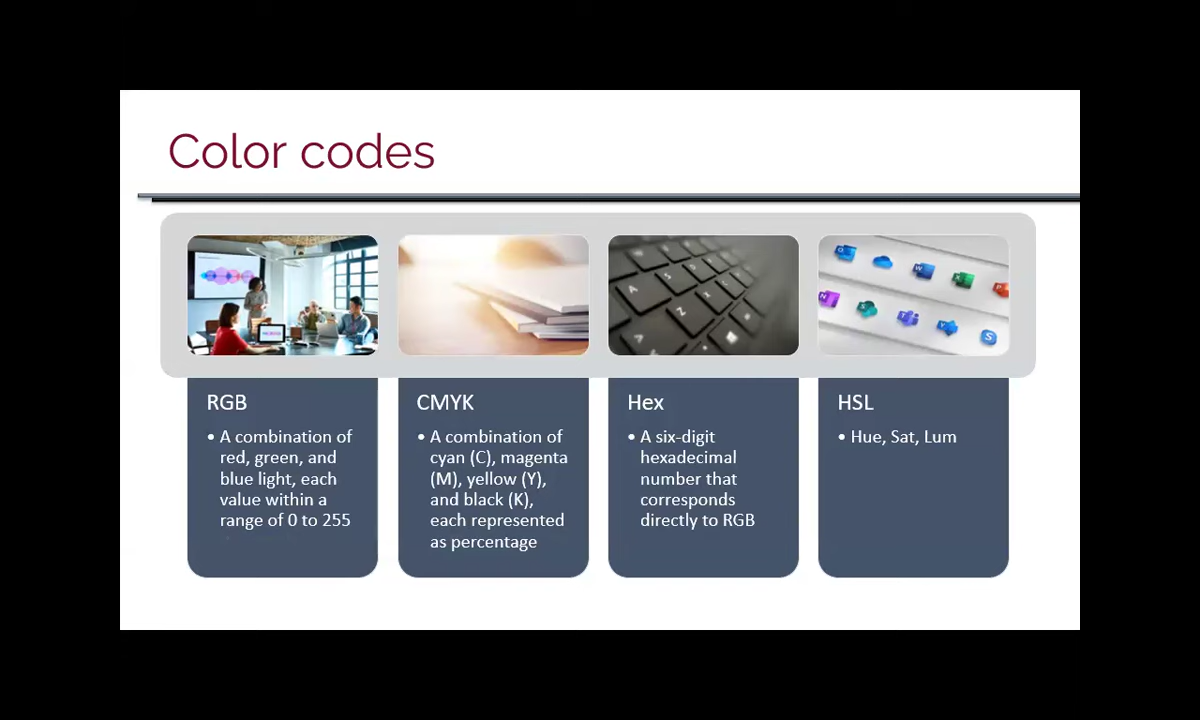 Color codes
RGB
• A combination of
red, green, and
blue light, each
value within a
range of 0 to 255
CMYK
• A combination of
cyan (C), magenta
(M), yellow (Y),
and black (K),
each represented
as percentage
Hex
• A six-digit
hexadecimal
number that
corresponds
directly to RGB
HSL
• Hue, Sat, Lum